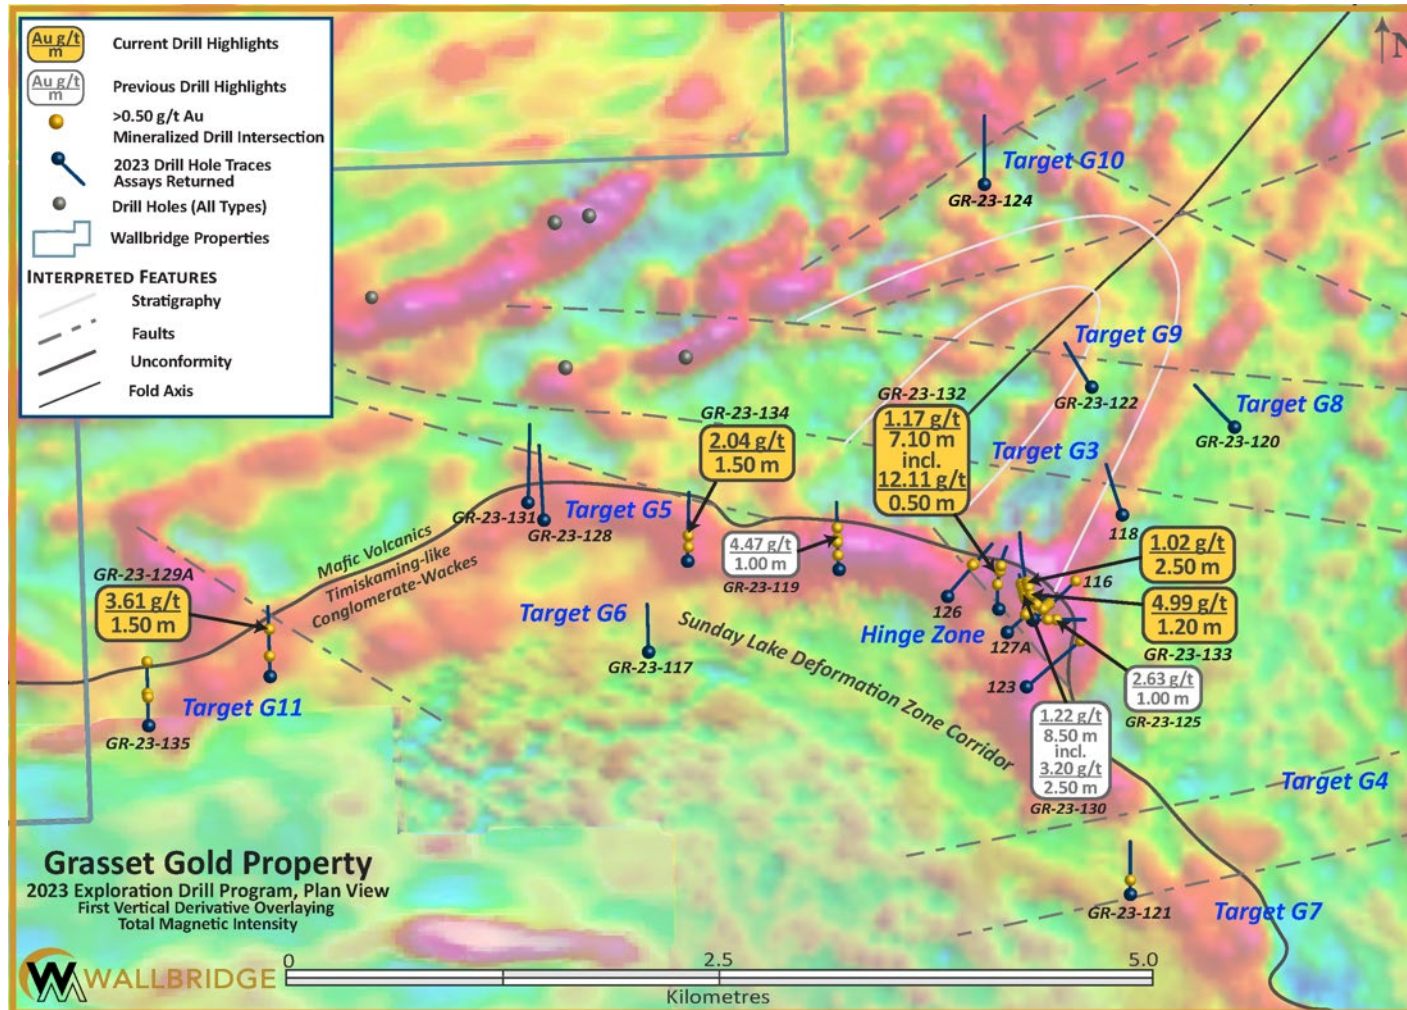 Au g/t
m
Current Drill Highlights
Au g/t
m
Previous Drill Highlights
>0.50 g/t Au
Mineralized Drill Intersection
2023 Drill Hole Traces
Assays Returned
Drill Holes (All Types)
Wallbridge Properties
INTERPRETED FEATURES
Stratigraphy
Faults
Unconformity
Fold Axis
N
Target G10
GR-23-124
Target G9
GR-23-122
Target G8
GR-23-120
GR-23-132
1.17 g/t
7.10 m
incl.
12.11 g/t
0.50 m
Target G3
118
GR-23-134
2.04 g/t
1.50 m
GR-23-131
GR-23-128
Target G5
4.47 g/t
1.00 m
GR-23-119
1.02 g/t
2.50 m
116
4.99 g/t
1.20 m
GR-23-133
126
Hinge Zone
127A
123
2.63 g/t
1.00 m
GR-23-125
1.22 g/t
8.50 m
incl.
3.20 g/t
2.50 m
GR-23-130
Mafic Volcanics
Timiskaming-like
Conglomerate-Wackes
GR-23-129A
3.61 g/t
1.50 m
Target G6
GR-23-117
Sunday Lake Deformation Zone Corridor
Target G11
GR-23-135
Target G4
GR-23-121
Target G7
Grasset Gold Property
2023 Exploration Drill Program, Plan View
First Vertical Derivative Overlaying
Total Magnetic Intensity
WALLBRIDGE
0 2.5 5.0
Kilometres